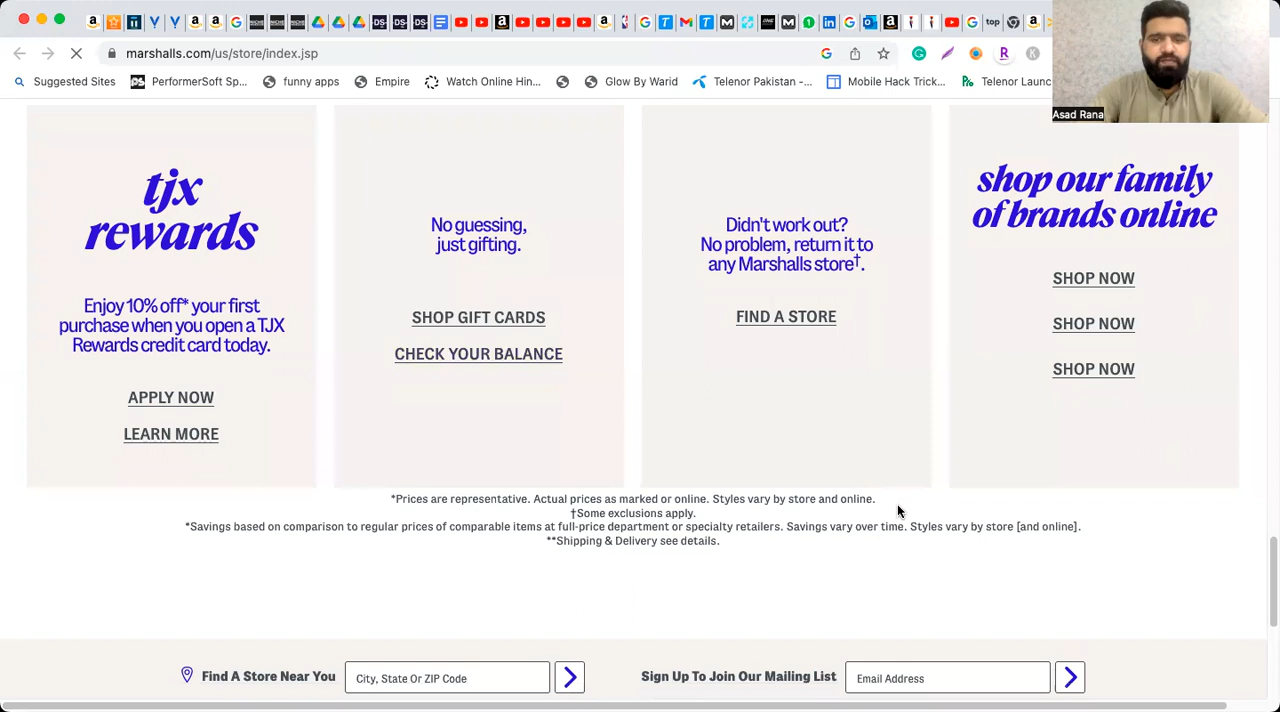 marshalls.com/us/store/index.jsp
Suggested Sites
PerformerSoft Sp...
funny apps
Empire
Watch Online Hin...
Glow By Warid
Telenor Pakistan -...
Mobile Hack Trick...
Telenor Launc
Asad Rana
tjx
rewards
Enjoy 10% off* your first
purchase when you open a TJX
Rewards credit card today.
APPLY NOW
LEARN MORE
No guessing,
just gifting.
SHOP GIFT CARDS
CHECK YOUR BALANCE
Didn't work out?
No problem, return it to
any Marshalls store†.
FIND A STORE
shop our family
of brands online
SHOP NOW
SHOP NOW
SHOP NOW
*Prices are representative. Actual prices as marked or online. Styles vary by store and online.
†Some exclusions apply.
*Savings based on comparison to regular prices of comparable items at full-price department or specialty retailers. Savings vary over time. Styles vary by store [and online].
**Shipping & Delivery see details.
Find A Store Near You
City, State Or ZIP Code
Sign Up To Join Our Mailing List
Email Address